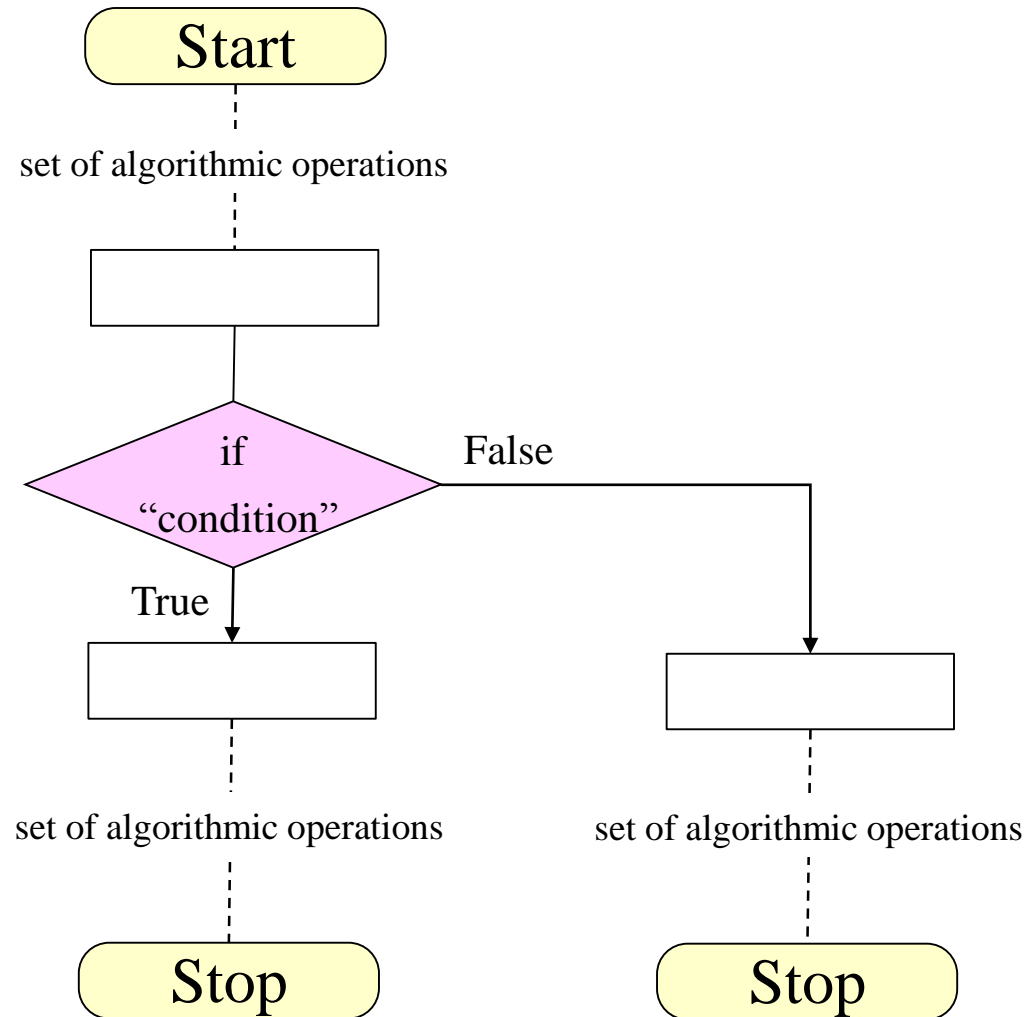 Start
set of algorithmic operations
if
“condition”
False
True
set of algorithmic operations
set of algorithmic operations
Stop
Stop